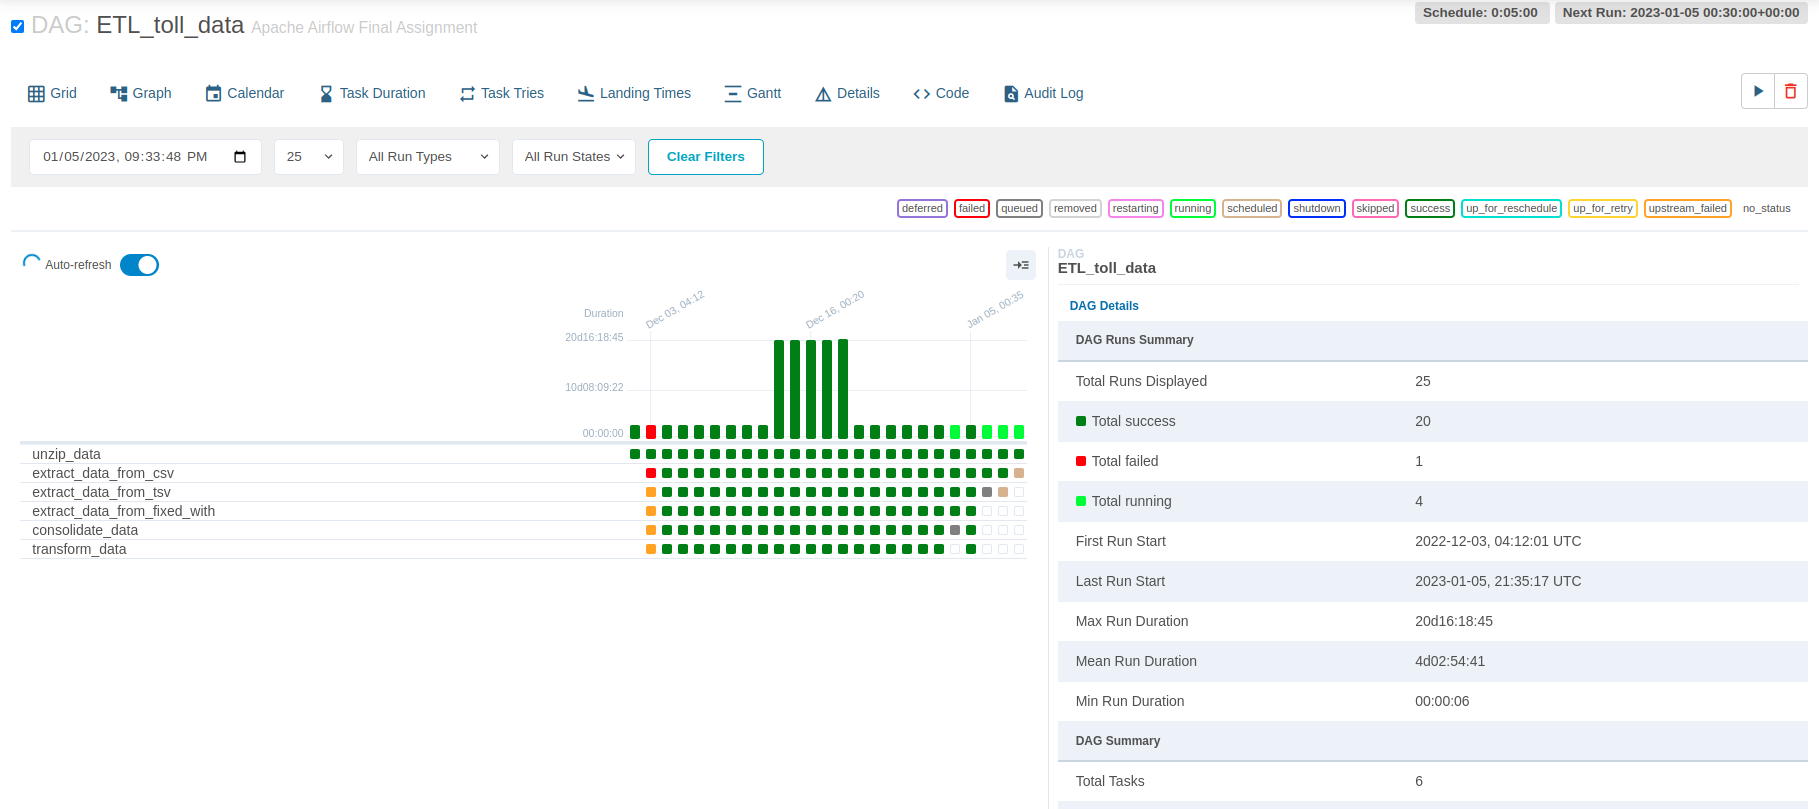 DAG: ETL_toll_data Apache Airflow Final Assignment
Schedule: 0:05:00 Next Run: 2023-01-05 00:30:00+00:00
Grid Graph Calendar Task Duration Task Tries Landing Times Gantt Details Code Audit Log
01/05/2023, 09:33:48 PM 25 All Run Types All Run States Clear Filters
deferred failed queued removed restarting running scheduled shutdown skipped success up_for_reschedule up_for_retry upstream_failed no_status
Auto-refresh
Duration
Dec 03, 04:12 Dec 16, 00:20 Jan 05, 00:35
20d16:18:45
10d08:09:22
00:00:00
unzip_data
extract_data_from_csv
extract_data_from_tsv
extract_data_from_fixed_with
consolidate_data
transform_data
DAG
ETL_toll_data
DAG Details
DAG Runs Summary
Total Runs Displayed 25
Total success 20
Total failed 1
Total running 4
First Run Start 2022-12-03, 04:12:01 UTC
Last Run Start 2023-01-05, 21:35:17 UTC
Max Run Duration 20d16:18:45
Mean Run Duration 4d02:54:41
Min Run Duration 00:00:06
DAG Summary
Total Tasks 6